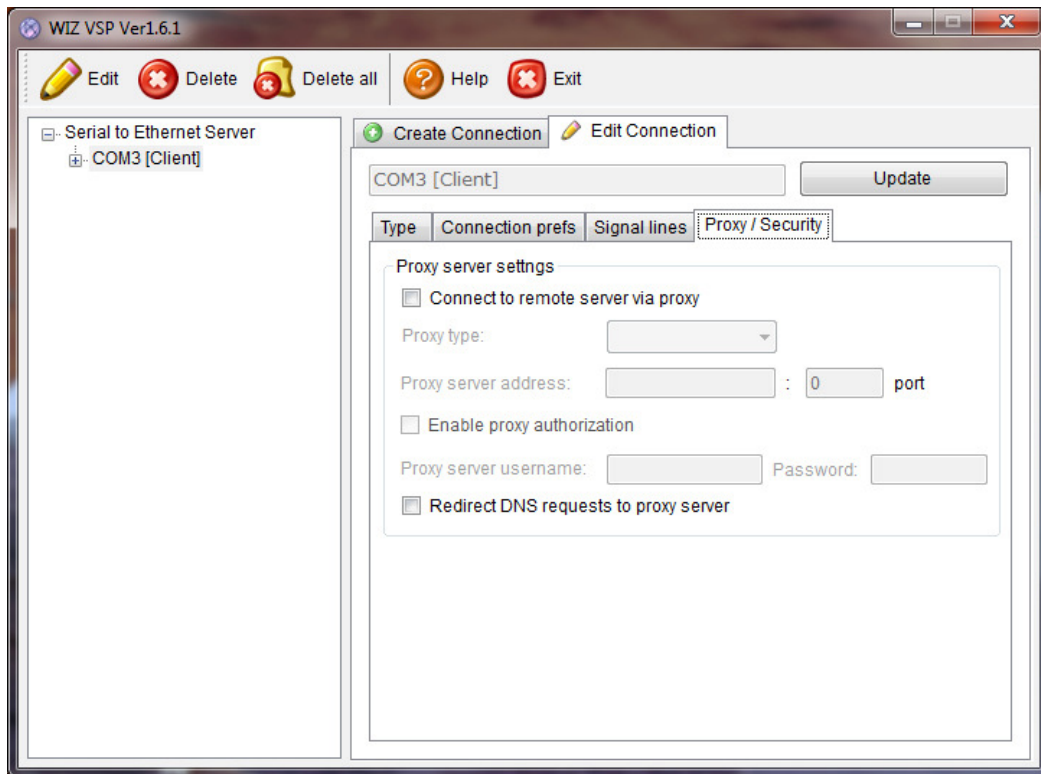 WIZ VSP Ver1.6.1
Edit Delete Delete all Help Exit
Serial to Ethernet Server
COM3 [Client]
Create Connection Edit Connection
COM3 [Client] Update
Type Connection prefs Signal lines Proxy / Security
Proxy server settngs
Connect to remote server via proxy
Proxy type:
Proxy server address: : 0 port
Enable proxy authorization
Proxy server username: Password:
Redirect DNS requests to proxy server